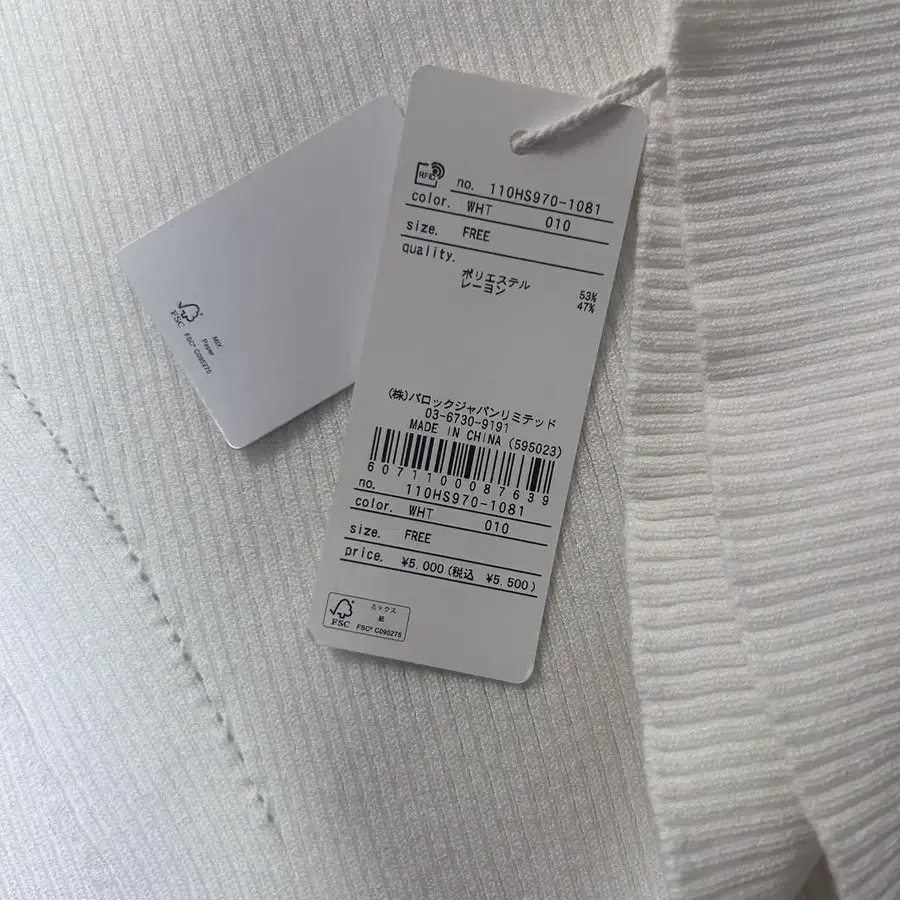 RFID
no. 110HS970-1081
color. WHT 010
size. FREE
quality.
ポリエステル 53%
レーヨン 47%
(株)バロックジャパンリミテッド
03-6730-9191
MADE IN CHINA (595023)
6071100087639
no. 110HS970-1081
color. WHT 010
size. FREE
price. ¥5,000(税込 ¥5,500)
FSC
ミックス
紙
FSC® C095275
FSC
MIX
Paper
FSC® C095275